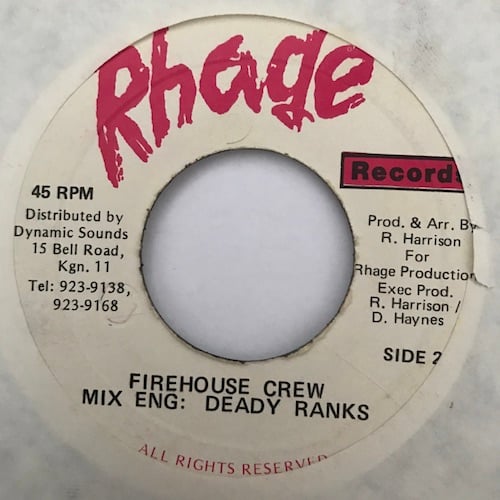 Rhage
Records
45 RPM
Distributed by
Dynamic Sounds
15 Bell Road,
Kgn. 11
Tel: 923-9138,
923-9168
Prod. & Arr. By
R. Harrison
For
Rhage Production
Exec Prod.
R. Harrison /
D. Haynes
SIDE 2
FIREHOUSE CREW
MIX ENG: DEADY RANKS
ALL RIGHTS RESERVED